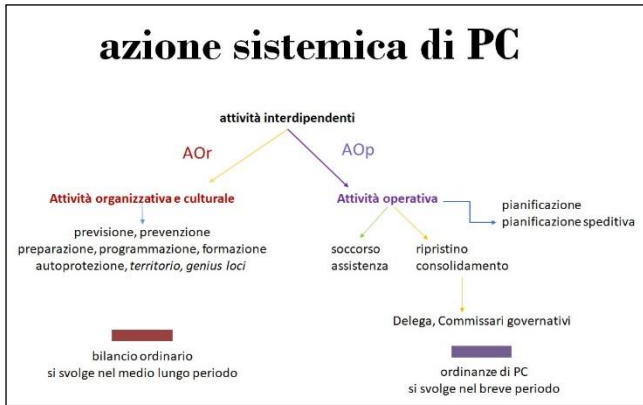 azione sistemica di PC
attività interdipendenti
AOr
AOp
Attività organizzativa e culturale
Attività operativa
pianificazione
pianificazione speditiva
previsione, prevenzione
preparazione, programmazione, formazione
autoprotezione, territorio, genius loci
soccorso
assistenza
ripristino
consolidamento
Delega, Commissari governativi
bilancio ordinario
si svolge nel medio lungo periodo
ordinanze di PC
si svolge nel breve periodo